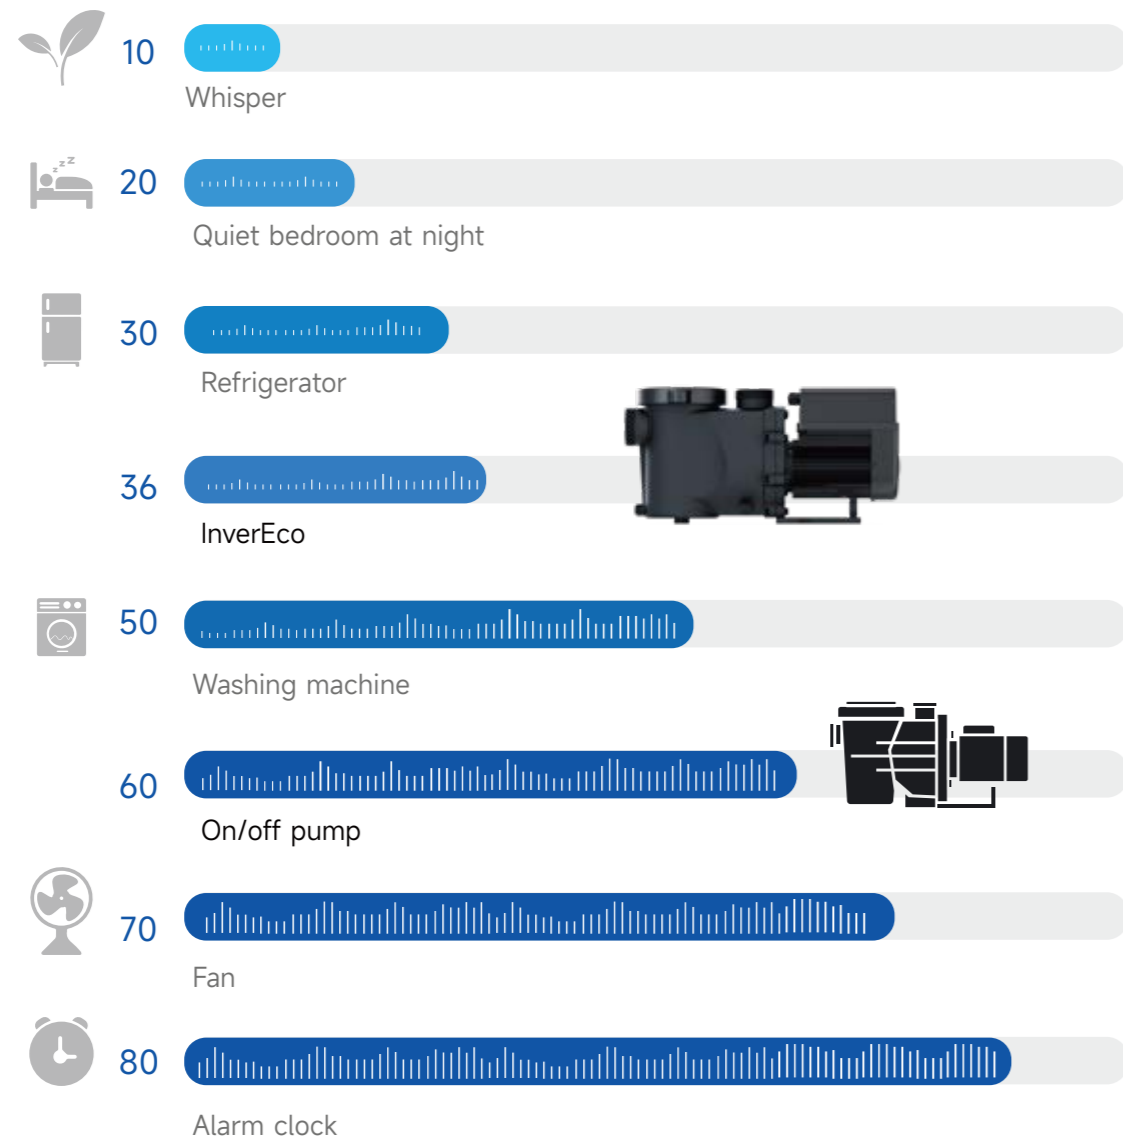 10
Whisper
20
Quiet bedroom at night
30
Refrigerator
36
InverEco
50
Washing machine
60
On/off pump
70
Fan
80
Alarm clock